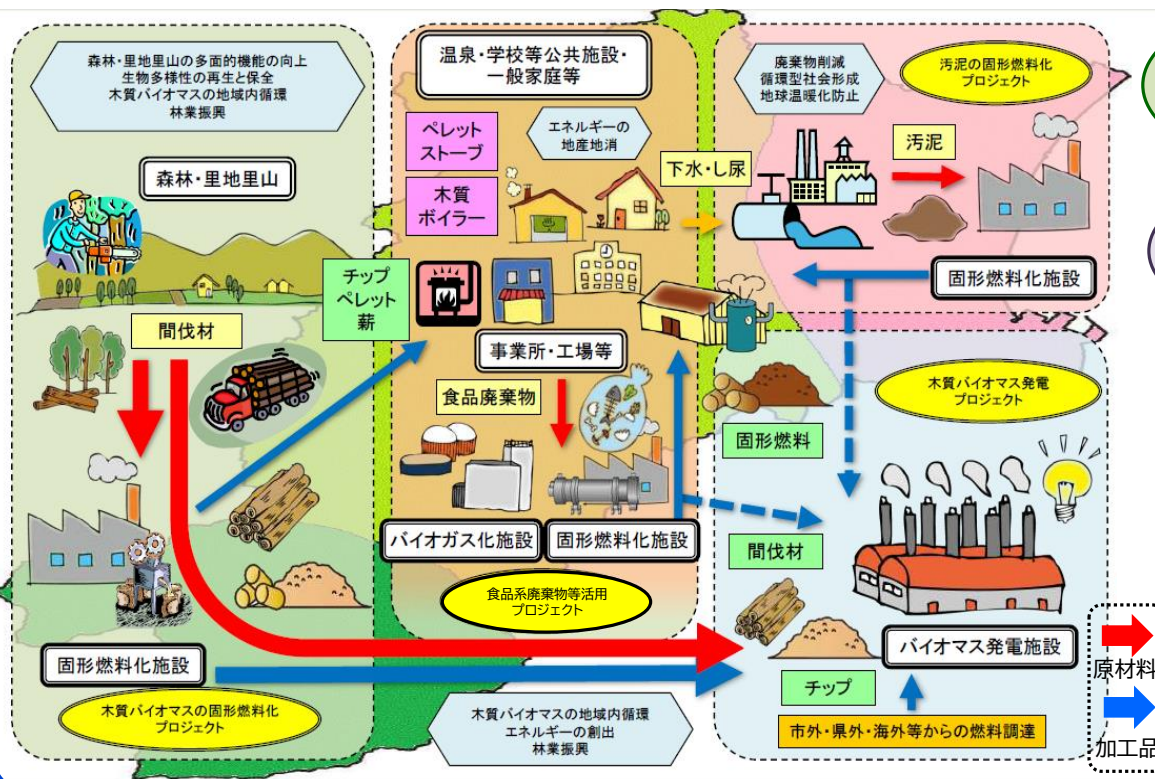 森林・里地里山の多面的機能の向上
生物多様性の再生と保全
木質バイオマスの地域内循環
林業振興
森林・里地里山
間伐材
固形燃料化施設
木質バイオマスの固形燃料化
プロジェクト
温泉・学校等公共施設・
一般家庭等
ペレット
ストーブ
エネルギーの
地産地消
木質
ボイラー
チップ
ペレット
薪
事業所・工場等
食品廃棄物
バイオガス化施設
固形燃料化施設
食品系廃棄物等活用
プロジェクト
木質バイオマスの地域内循環
エネルギーの創出
林業振興
廃棄物削減
循環型社会形成
地球温暖化防止
汚泥の固形燃料化
プロジェクト
下水・し尿
汚泥
固形燃料化施設
木質バイオマス発電
プロジェクト
固形燃料
間伐材
バイオマス発電施設
チップ
市外・県外・海外等からの燃料調達
原材料
加工品